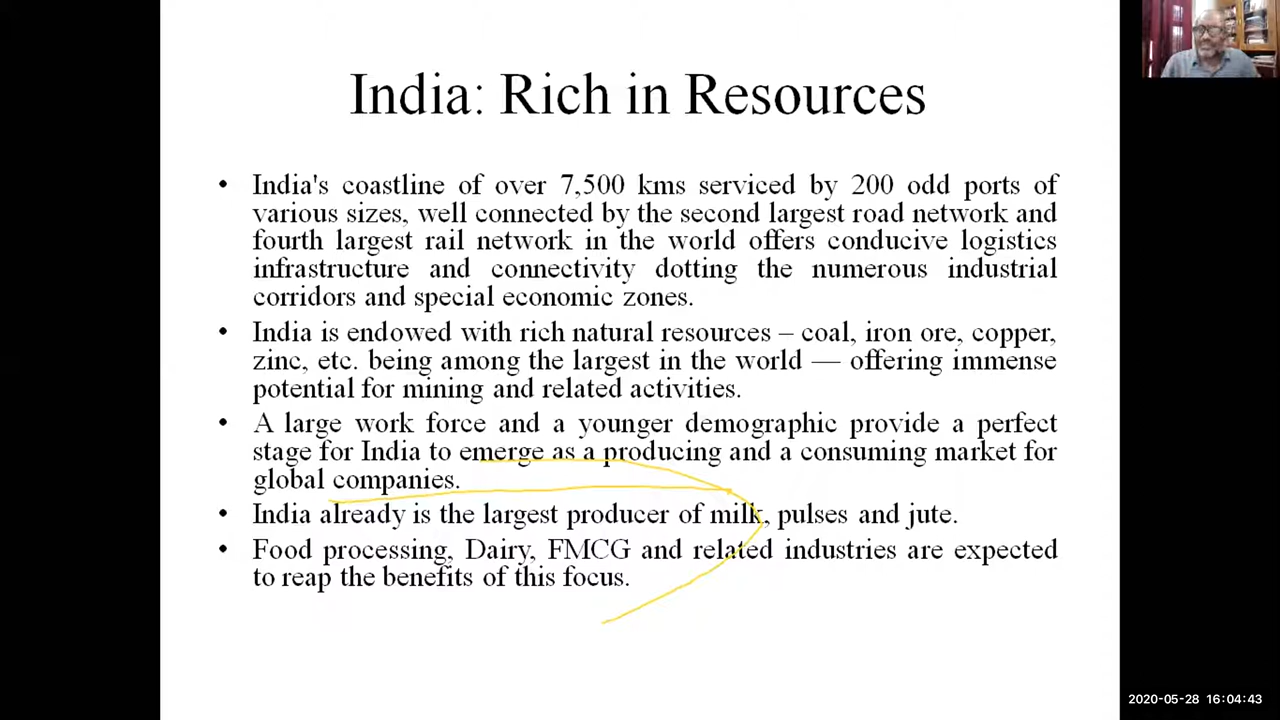 India: Rich in Resources
• India's coastline of over 7,500 kms serviced by 200 odd ports of
various sizes, well connected by the second largest road network and
fourth largest rail network in the world offers conducive logistics
infrastructure and connectivity dotting the numerous industrial
corridors and special economic zones.
• India is endowed with rich natural resources – coal, iron ore, copper,
zinc, etc. being among the largest in the world — offering immense
potential for mining and related activities.
• A large work force and a younger demographic provide a perfect
stage for India to emerge as a producing and a consuming market for
global companies.
• India already is the largest producer of milk, pulses and jute.
• Food processing, Dairy, FMCG and related industries are expected
to reap the benefits of this focus.
2020-05-28 16:04:43